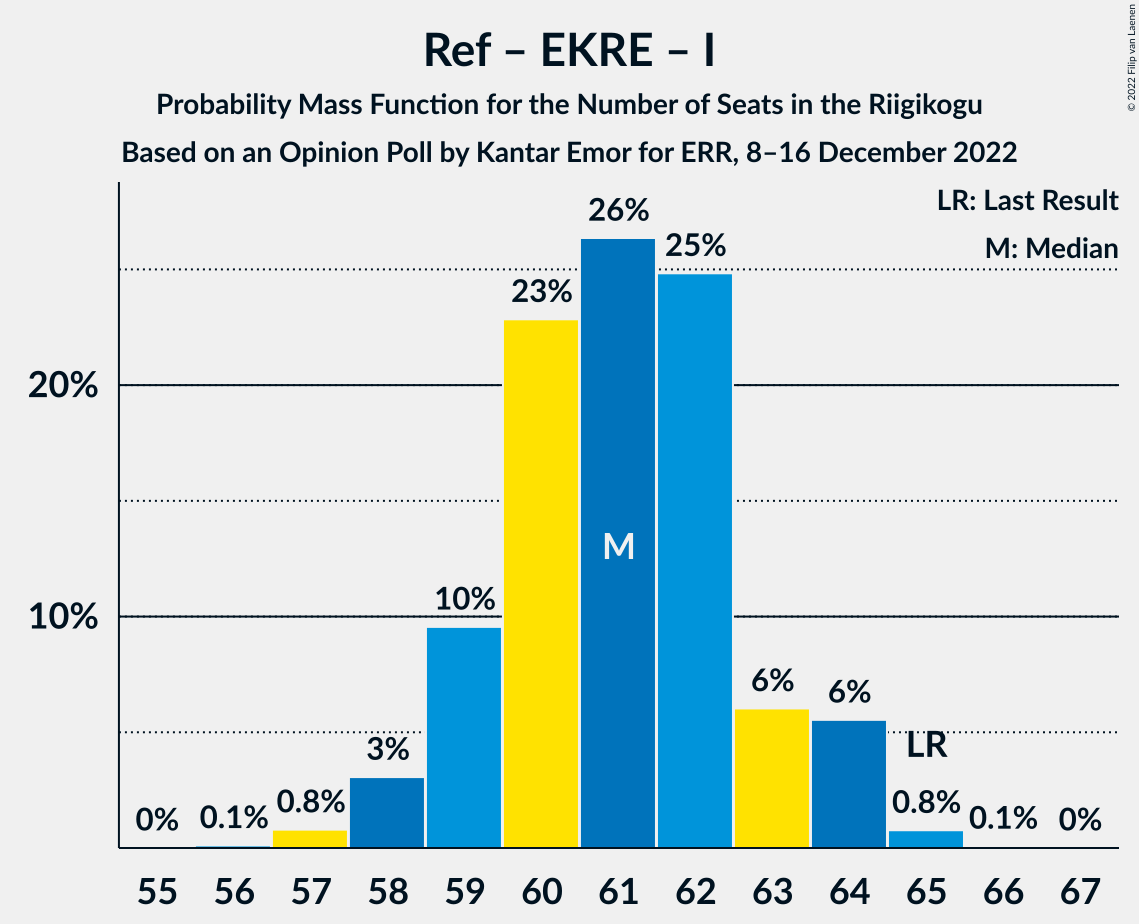 Ref – EKRE – I
Probability Mass Function for the Number of Seats in the Riigikogu
Based on an Opinion Poll by Kantar Emor for ERR, 8–16 December 2022
© 2022 Filip van Laenen
LR: Last Result
M: Median
26%
25%
23%
20%
M
10%
10%
6%
6%
3%
LR
0%
0.1%
0.8%
0.8%
0.1%
0%
55 56 57 58 59 60 61 62 63 64 65 66 67